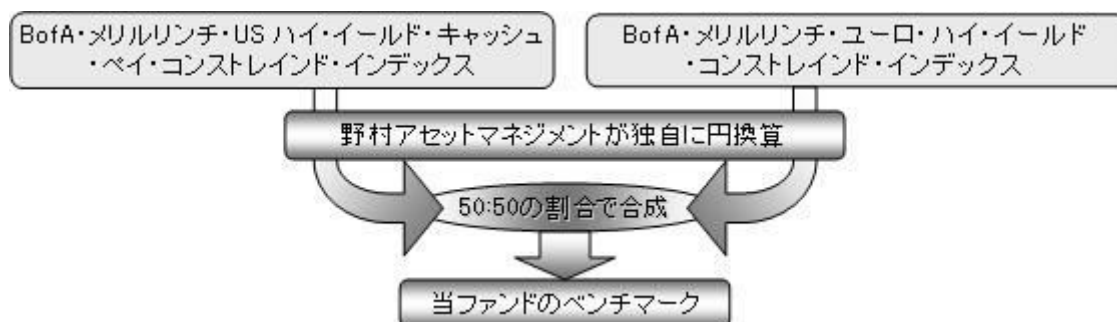 BofA・メリルリンチ・US ハイ・イールド・キャッシュ
・ペイ・コンストレインド・インデックス
BofA・メリルリンチ・ユーロ・ハイ・イールド
・コンストレインド・インデックス
野村アセットマネジメントが独自に円換算
50:50の割合で合成
当ファンドのベンチマーク